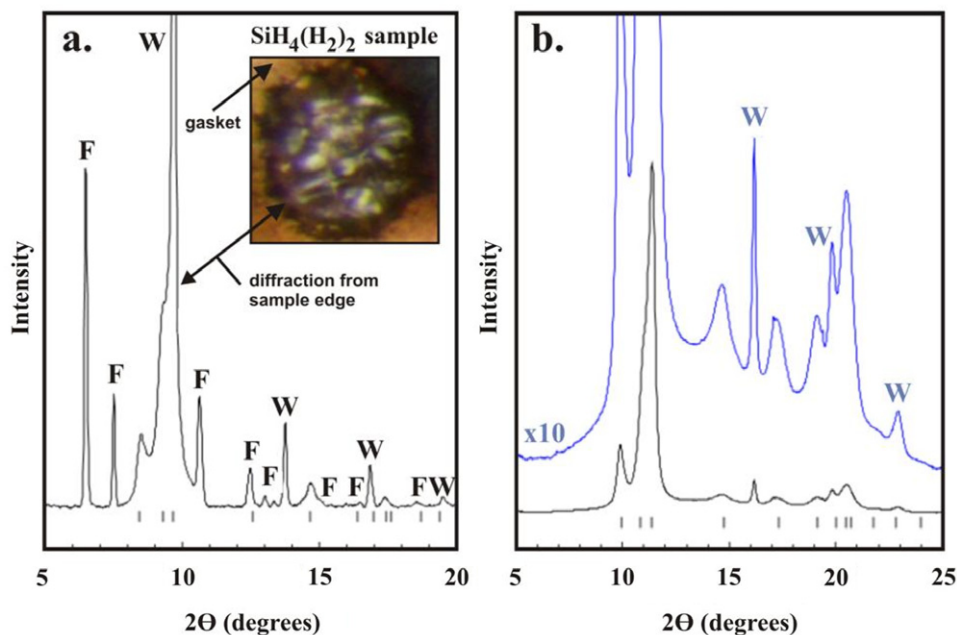 a.
SiH4(H2)2 sample
W
gasket
F
F
diffraction from
sample edge
F
F
F
W
F
F
W
F
W
Intensity
5
10
15
20
2Θ (degrees)
b.
W
W
W
x10
Intensity
5
10
15
20
25
2Θ (degrees)